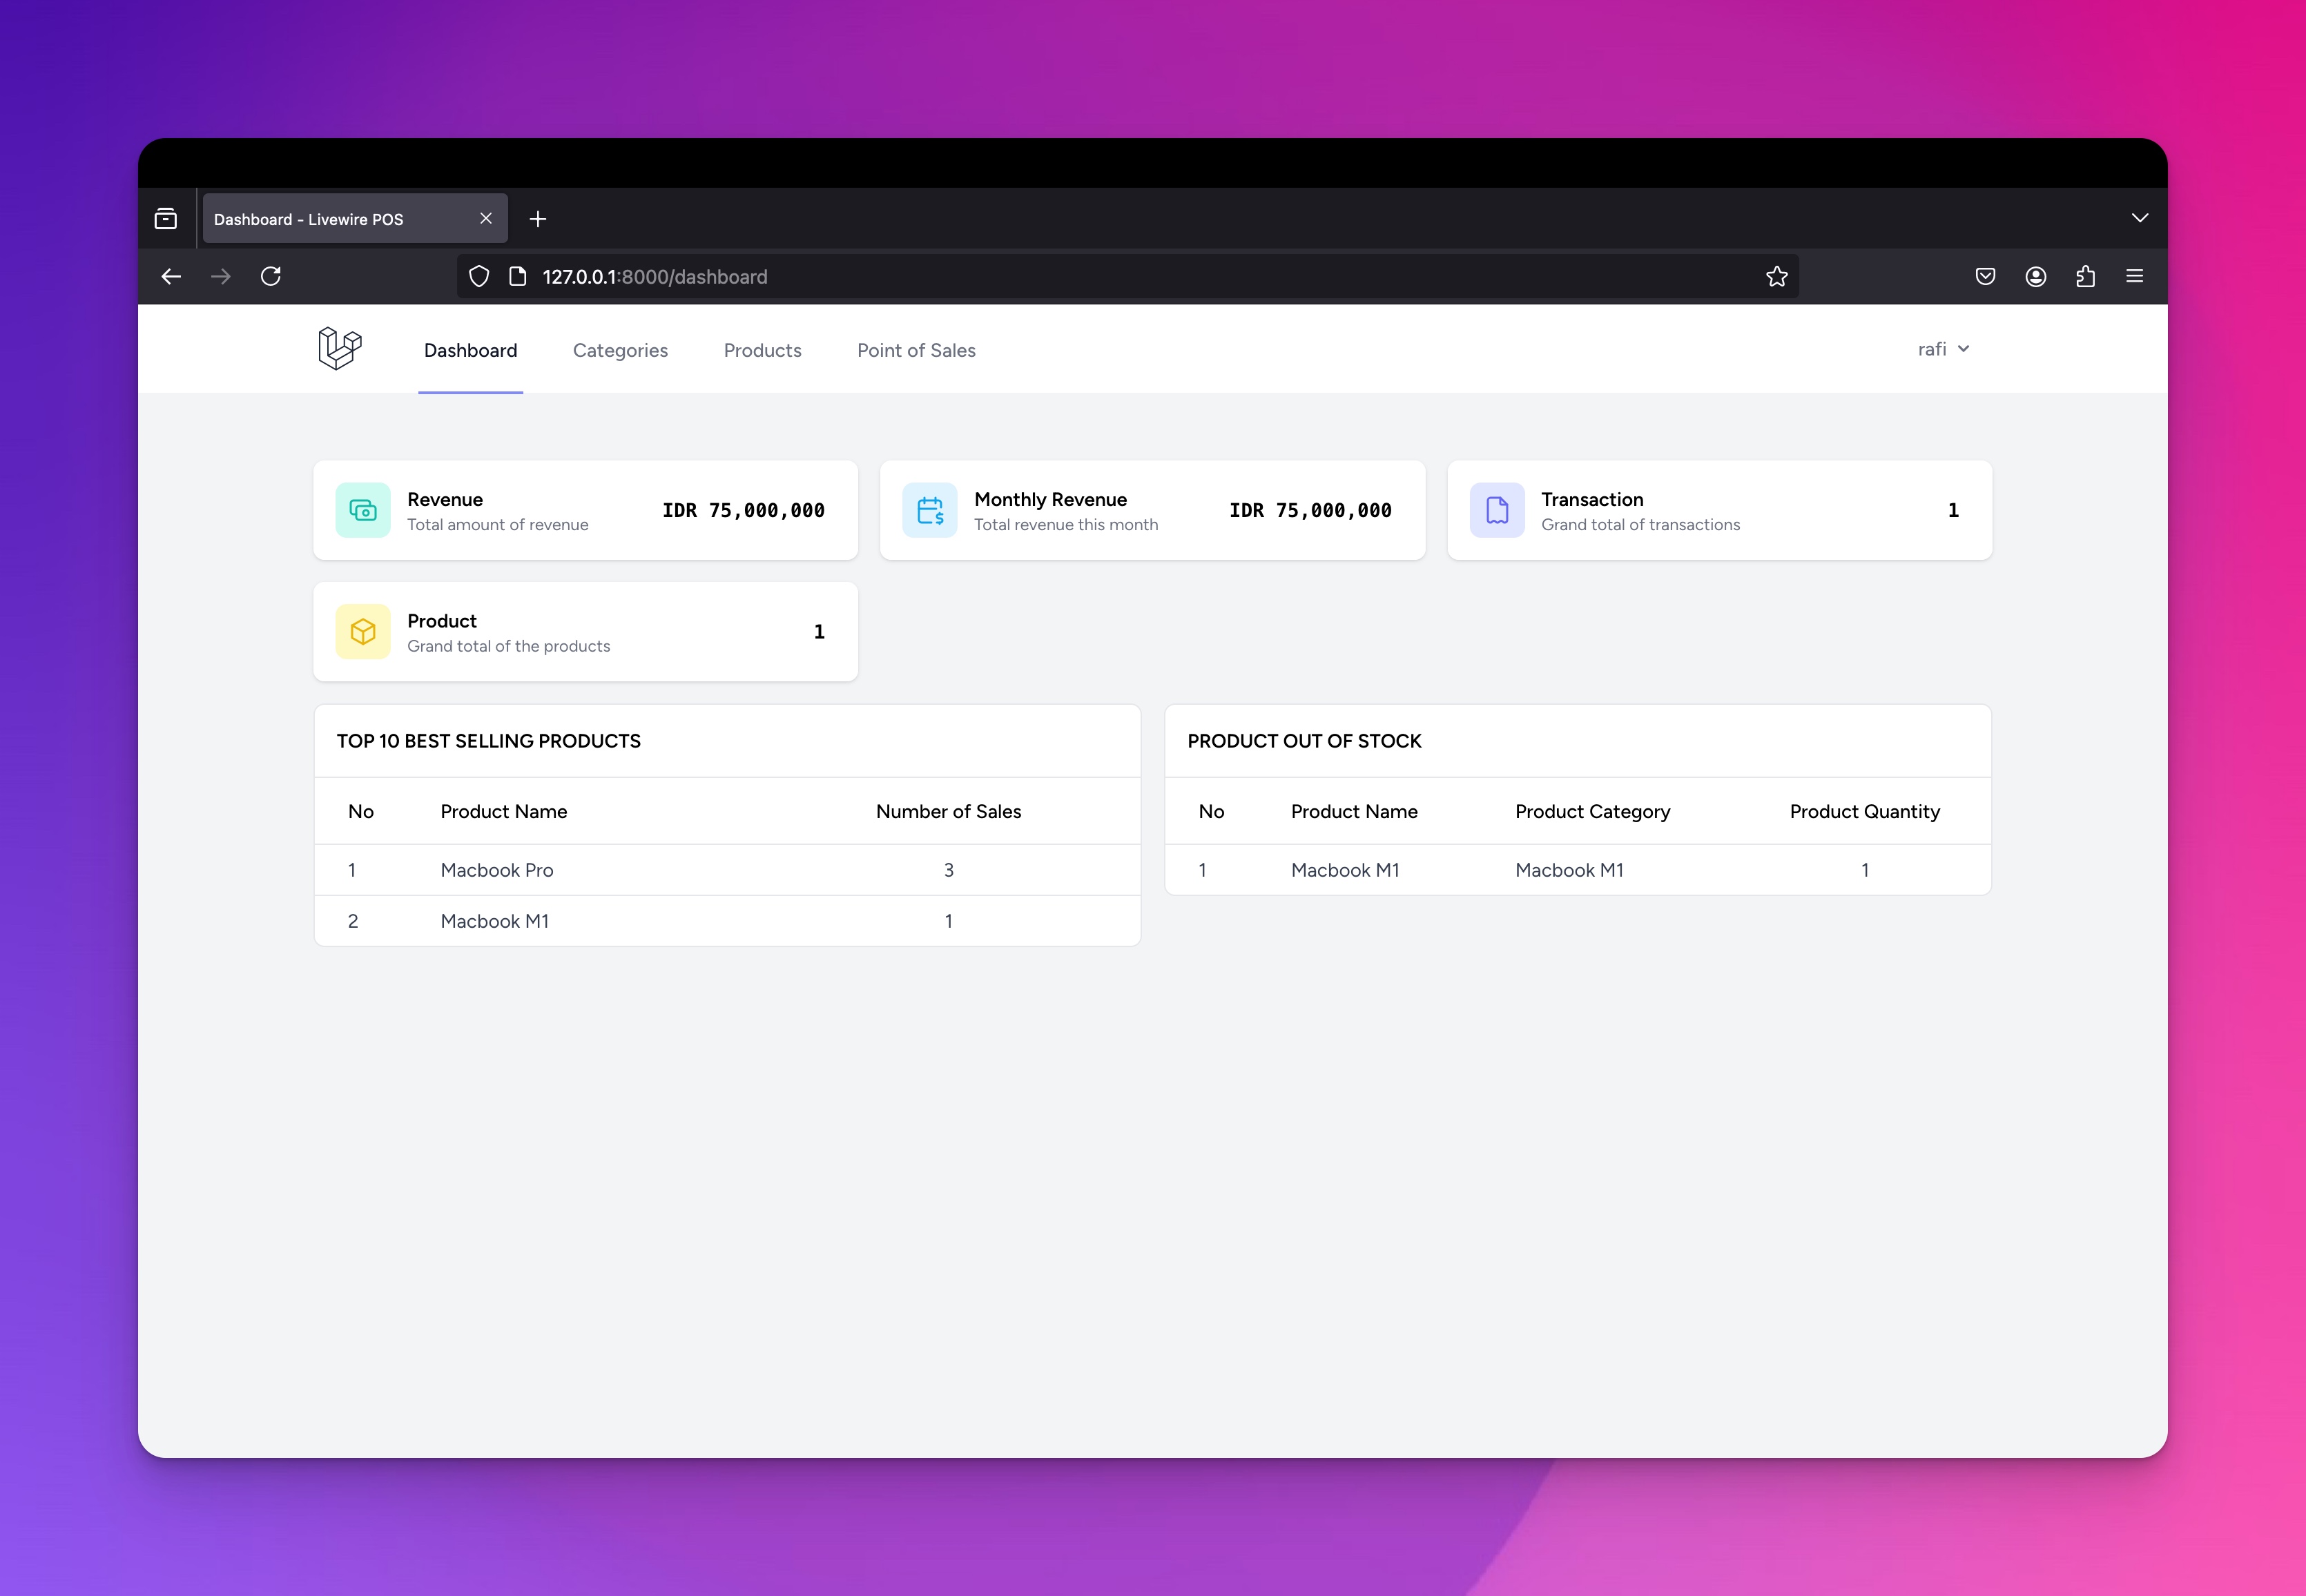 Dashboard - Livewire POS
127.0.0.1:8000/dashboard
Dashboard Categories Products Point of Sales rafi
Revenue
Total amount of revenue
IDR 75,000,000
Monthly Revenue
Total revenue this month
IDR 75,000,000
Transaction
Grand total of transactions
1
Product
Grand total of the products
1
TOP 10 BEST SELLING PRODUCTS
No Product Name Number of Sales
1 Macbook Pro 3
2 Macbook M1 1
PRODUCT OUT OF STOCK
No Product Name Product Category Product Quantity
1 Macbook M1 Macbook M1 1